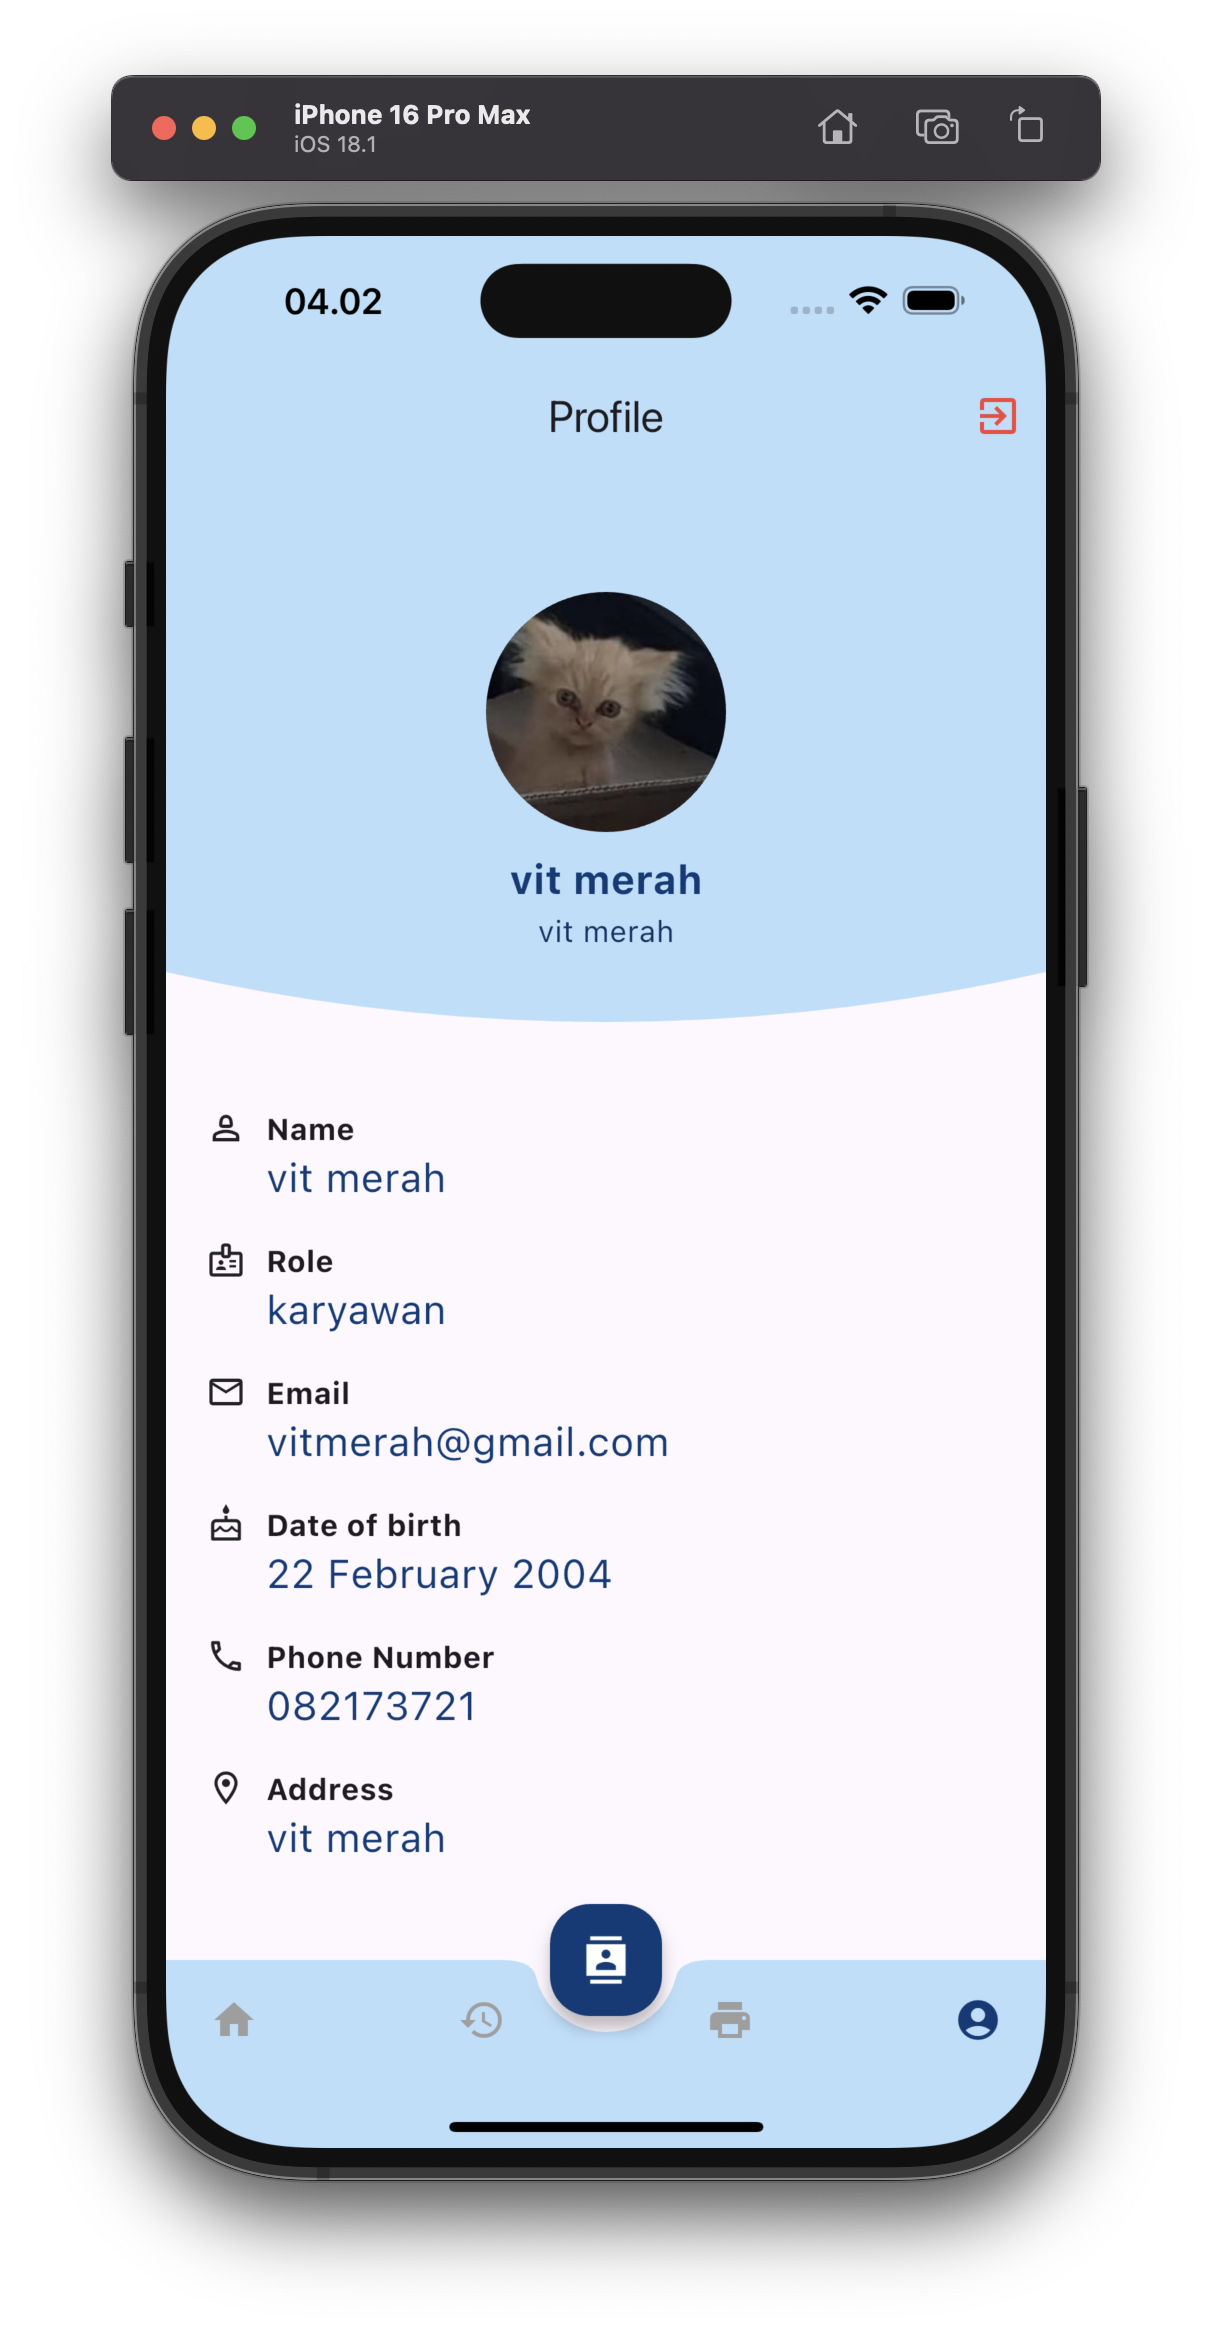 iPhone 16 Pro Max
iOS 18.1
04.02
Profile
vit merah
vit merah
Name
vit merah
Role
karyawan
Email
vitmerah@gmail.com
Date of birth
22 February 2004
Phone Number
082173721
Address
vit merah